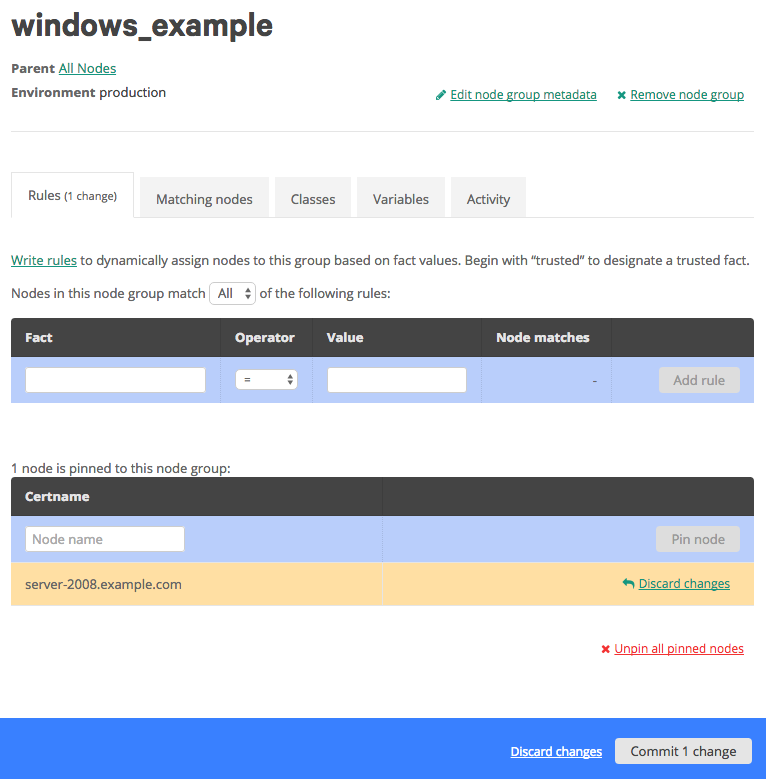 windows_example
Parent All Nodes
Environment production
Edit node group metadata Remove node group
Rules (1 change) Matching nodes Classes Variables Activity
Write rules to dynamically assign nodes to this group based on fact values. Begin with “trusted” to designate a trusted fact.
Nodes in this node group match All of the following rules:
Fact Operator Value Node matches
= - Add rule
1 node is pinned to this node group:
Certname
Node name Pin node
server-2008.example.com Discard changes
Unpin all pinned nodes
Discard changes Commit 1 change